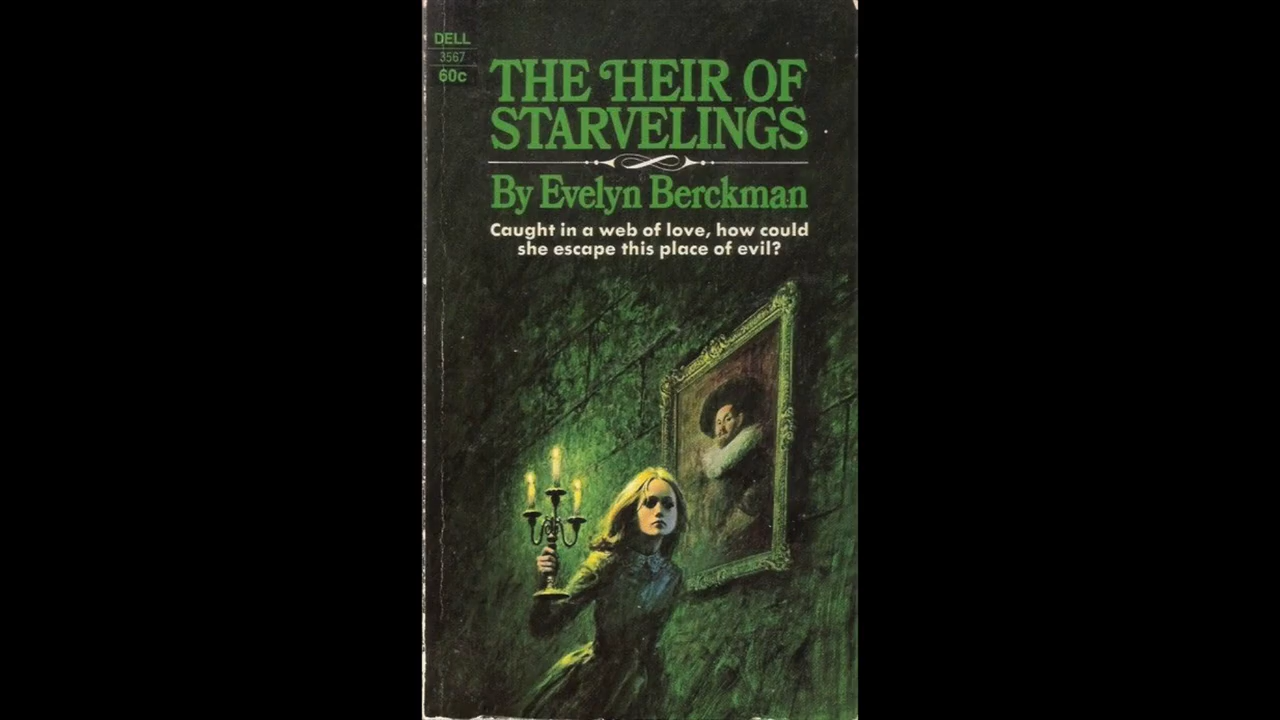 DELL
3567
60c
THE HEIR OF
STARVELINGS
By Evelyn Berckman
Caught in a web of love, how could
she escape this place of evil?